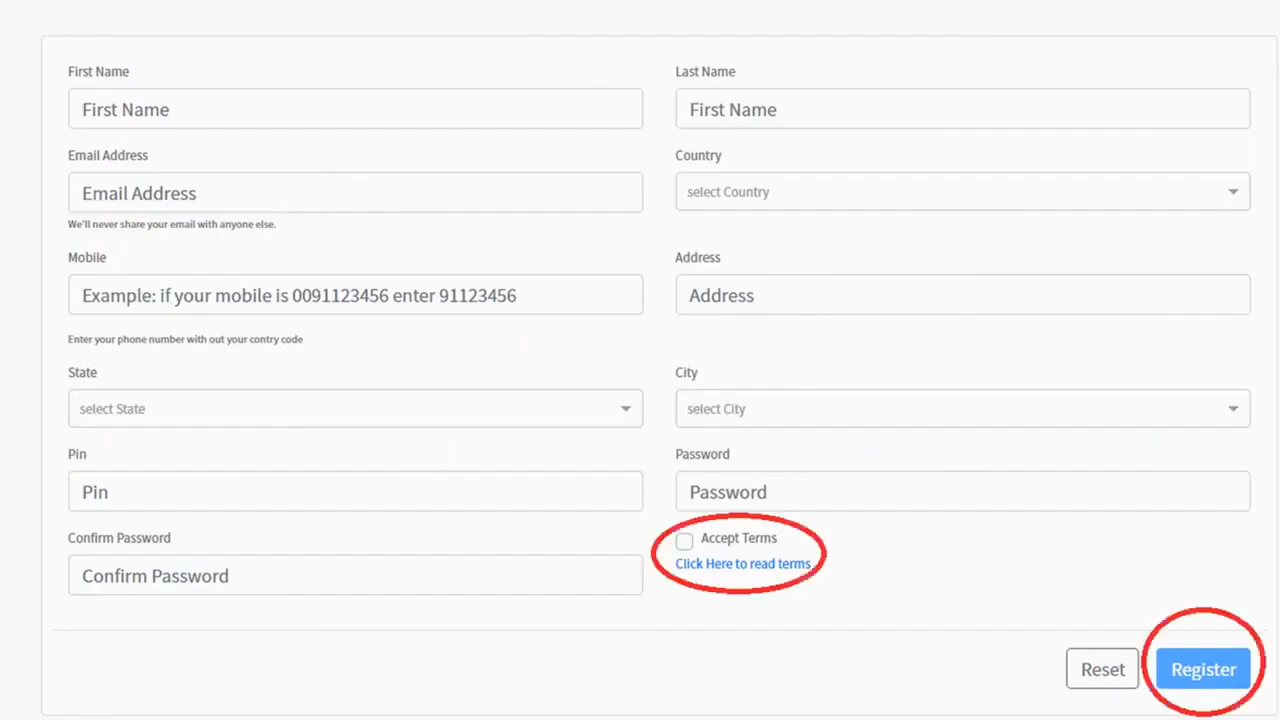 First Name
Last Name
First Name
First Name
Email Address
Country
Email Address
select Country
We'll never share your email with anyone else.
Mobile
Address
Example: if your mobile is 0091123456 enter 91123456
Address
Enter your phone number with out your contry code
State
City
select State
select City
Pin
Password
Pin
Password
Confirm Password
Accept Terms
Click Here to read terms
Confirm Password
Reset
Register